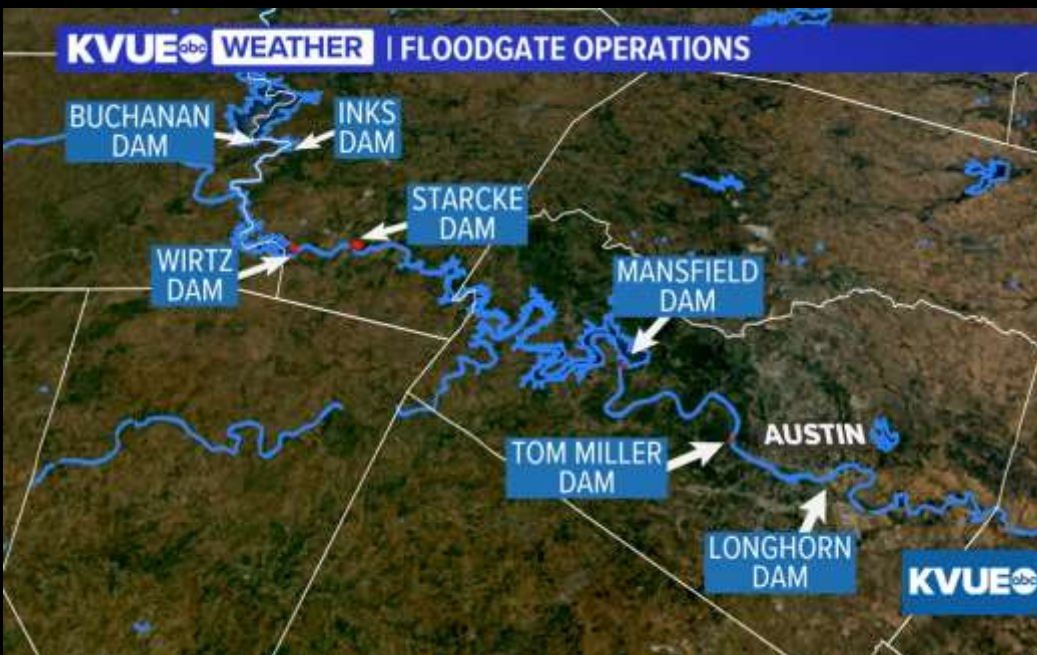 KVUE abc WEATHER | FLOODGATE OPERATIONS
BUCHANAN
DAM
INKS
DAM
STARCKE
DAM
WIRTZ
DAM
MANSFIELD
DAM
AUSTIN
TOM MILLER
DAM
LONGHORN
DAM
KVUE abc